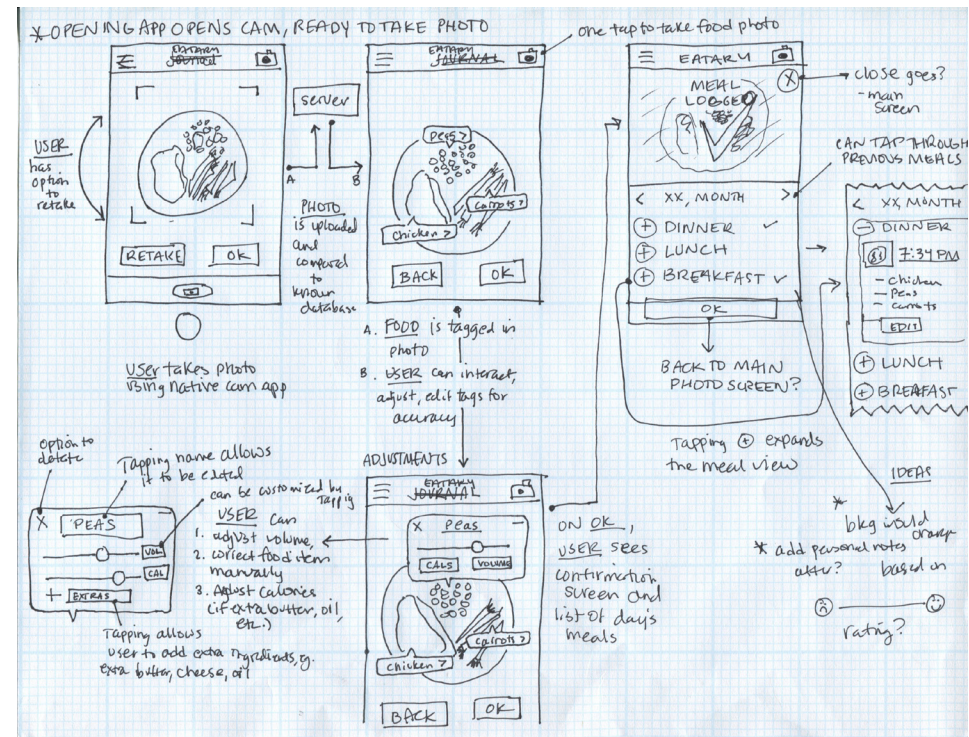 * OPENING APP OPENS CAM, READY TO TAKE PHOTO
EATARY
JOURNAL
USER
has
option
to
retake
RETAKE
OK
User takes photo
using native cam app
server
A
B
PHOTO
is uploaded
and
compared
to
known
database
one tap to take food photo
EATARY
JOURNAL
peas >
carrots >
chicken >
BACK
OK
A. FOOD is tagged in
photo
B. USER can interact,
adjust, edit tags for
accuracy
EATARY
MEAL
LOGGED
X
close goes?
- main
screen
CAN TAP THROUGH
PREVIOUS MEALS
< XX, MONTH >
+ DINNER ✓
+ LUNCH
+ BREAKFAST ✓
OK
BACK TO MAIN
PHOTO SCREEN?
< XX, MONTH
- DINNER
7:34 PM
- chicken
- peas
- carrots
EDIT
+ LUNCH
+ BREAFAST
Tapping + expands
the meal view
option to
delete
Tapping name allows
it to be edited
can be customized by
tapping
X PEAS -
VOL
CAL
+ EXTRAS
Tapping allows
user to add extra ingredients, eg.
extra butter, cheese, oil
USER can
1. adjust volume,
2. correct food item
manually
3. Adjust calories
(if extra butter, oil,
etc.)
ADJUSTMENTS
EATARY
JOURNAL
X peas -
CALS
VOLUME
carrots >
chicken >
BACK
OK
ON OK,
USER sees
confirmation
screen and
list of day's
meals
IDEAS
*
bkg would
change
based on
* add personal notes
after?
rating?